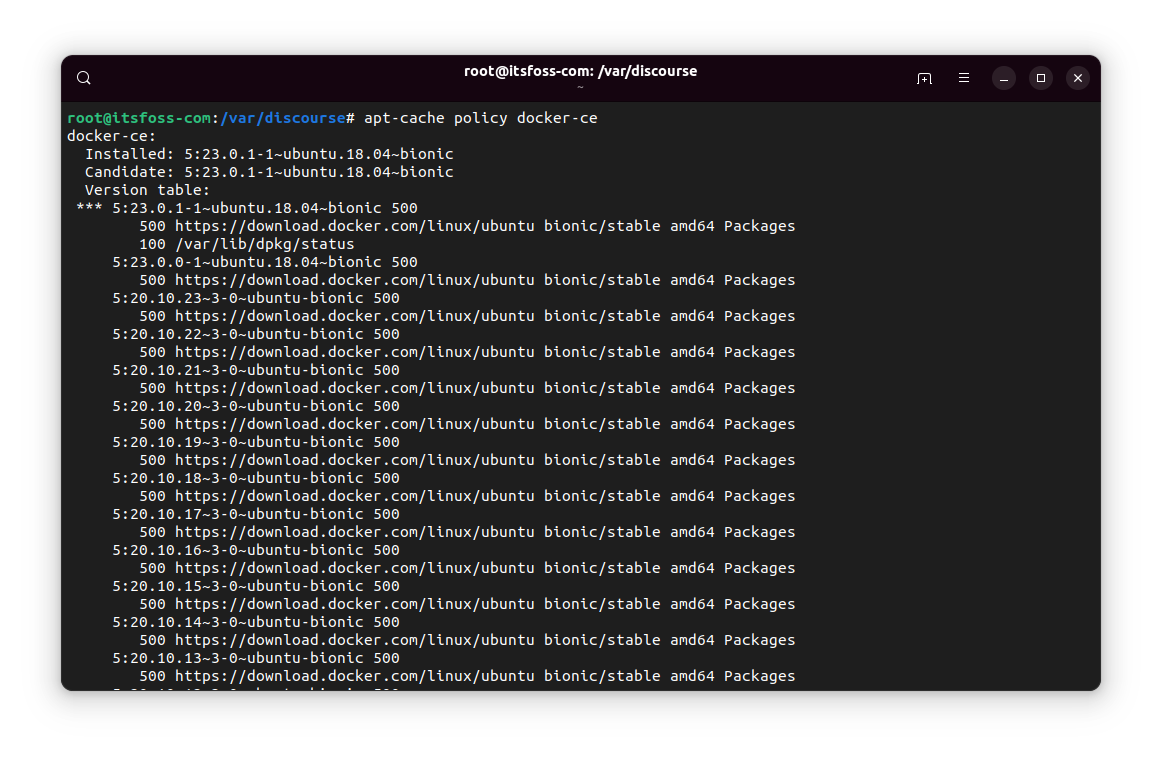 root@itsfoss-com: /var/discourse
~
root@itsfoss-com:/var/discourse# apt-cache policy docker-ce
docker-ce:
  Installed: 5:23.0.1-1~ubuntu.18.04~bionic
  Candidate: 5:23.0.1-1~ubuntu.18.04~bionic
  Version table:
 *** 5:23.0.1-1~ubuntu.18.04~bionic 500
        500 https://download.docker.com/linux/ubuntu bionic/stable amd64 Packages
        100 /var/lib/dpkg/status
     5:23.0.0-1~ubuntu.18.04~bionic 500
        500 https://download.docker.com/linux/ubuntu bionic/stable amd64 Packages
     5:20.10.23~3-0~ubuntu-bionic 500
        500 https://download.docker.com/linux/ubuntu bionic/stable amd64 Packages
     5:20.10.22~3-0~ubuntu-bionic 500
        500 https://download.docker.com/linux/ubuntu bionic/stable amd64 Packages
     5:20.10.21~3-0~ubuntu-bionic 500
        500 https://download.docker.com/linux/ubuntu bionic/stable amd64 Packages
     5:20.10.20~3-0~ubuntu-bionic 500
        500 https://download.docker.com/linux/ubuntu bionic/stable amd64 Packages
     5:20.10.19~3-0~ubuntu-bionic 500
        500 https://download.docker.com/linux/ubuntu bionic/stable amd64 Packages
     5:20.10.18~3-0~ubuntu-bionic 500
        500 https://download.docker.com/linux/ubuntu bionic/stable amd64 Packages
     5:20.10.17~3-0~ubuntu-bionic 500
        500 https://download.docker.com/linux/ubuntu bionic/stable amd64 Packages
     5:20.10.16~3-0~ubuntu-bionic 500
        500 https://download.docker.com/linux/ubuntu bionic/stable amd64 Packages
     5:20.10.15~3-0~ubuntu-bionic 500
        500 https://download.docker.com/linux/ubuntu bionic/stable amd64 Packages
     5:20.10.14~3-0~ubuntu-bionic 500
        500 https://download.docker.com/linux/ubuntu bionic/stable amd64 Packages
     5:20.10.13~3-0~ubuntu-bionic 500
        500 https://download.docker.com/linux/ubuntu bionic/stable amd64 Packages